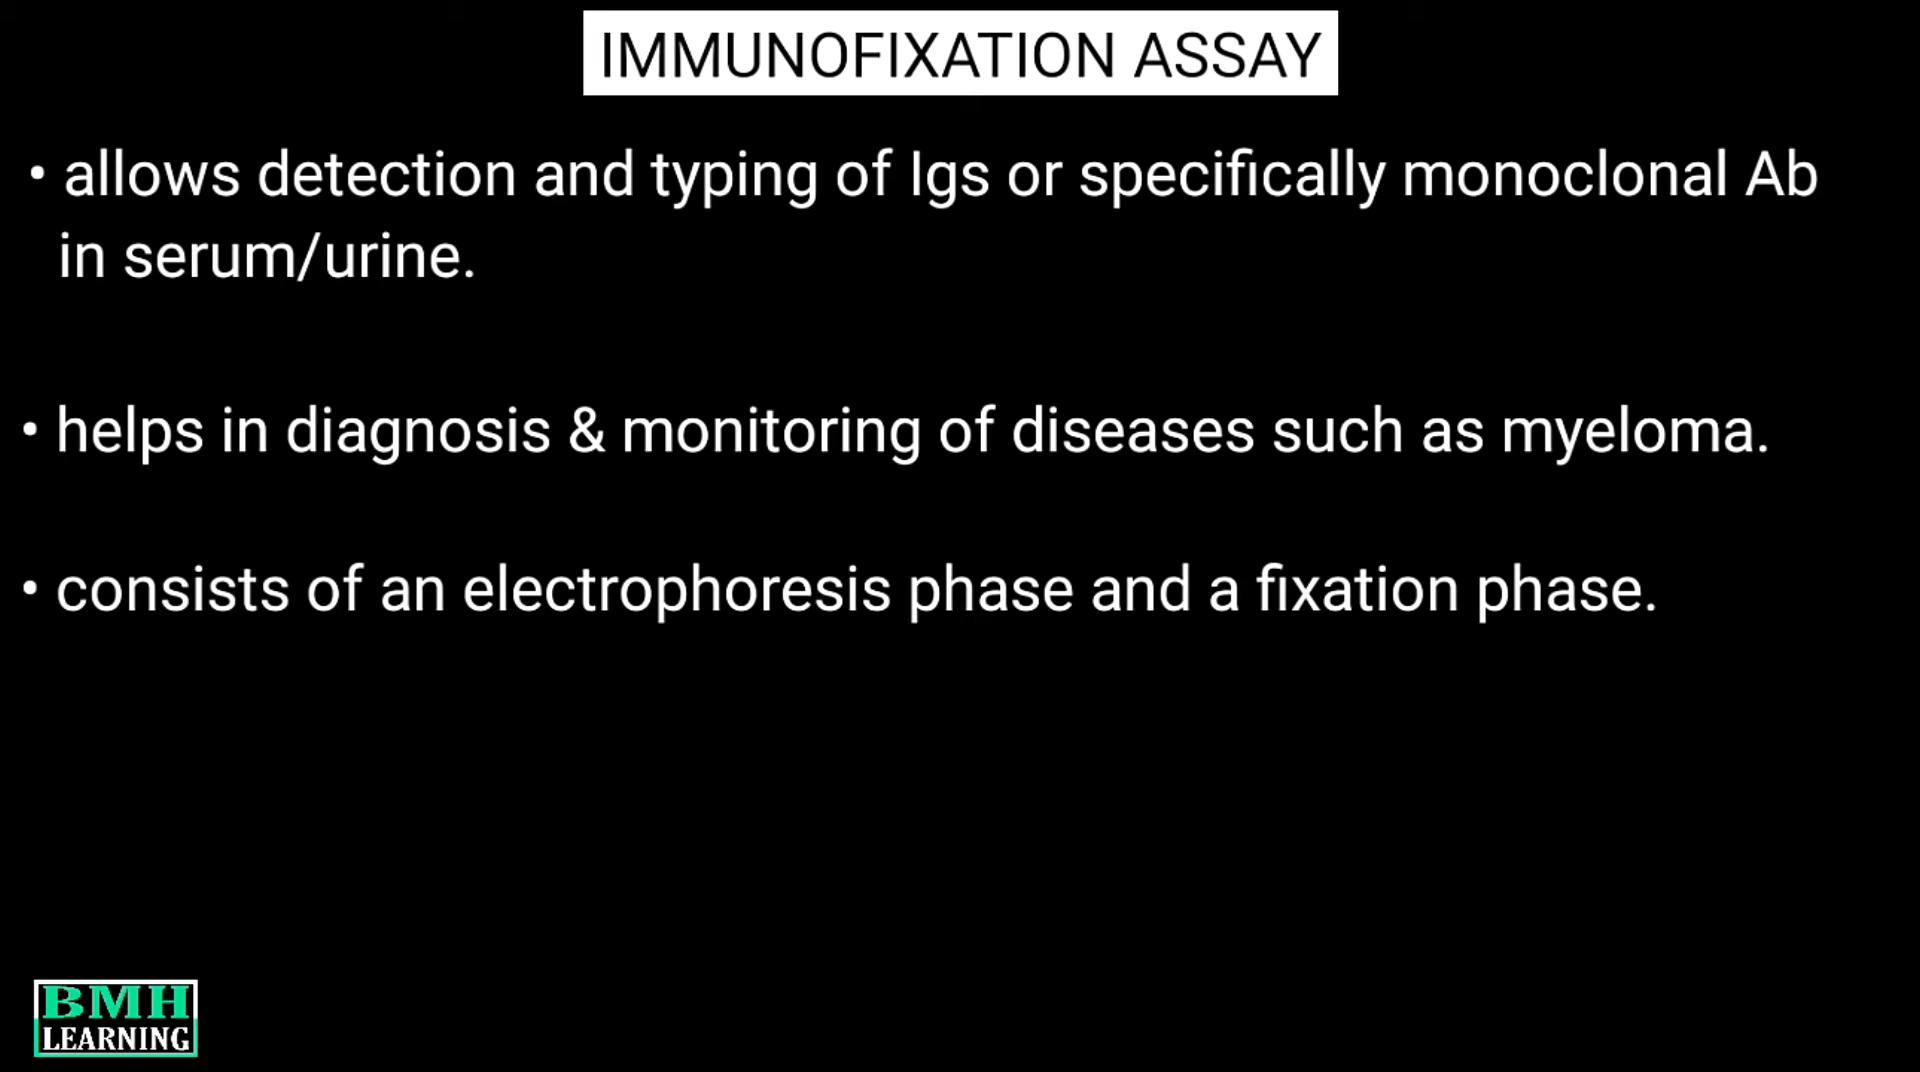 IMMUNOFIXATION ASSAY
• allows detection and typing of Igs or specifically monoclonal Ab
in serum/urine.
• helps in diagnosis & monitoring of diseases such as myeloma.
• consists of an electrophoresis phase and a fixation phase.
BMH
LEARNING